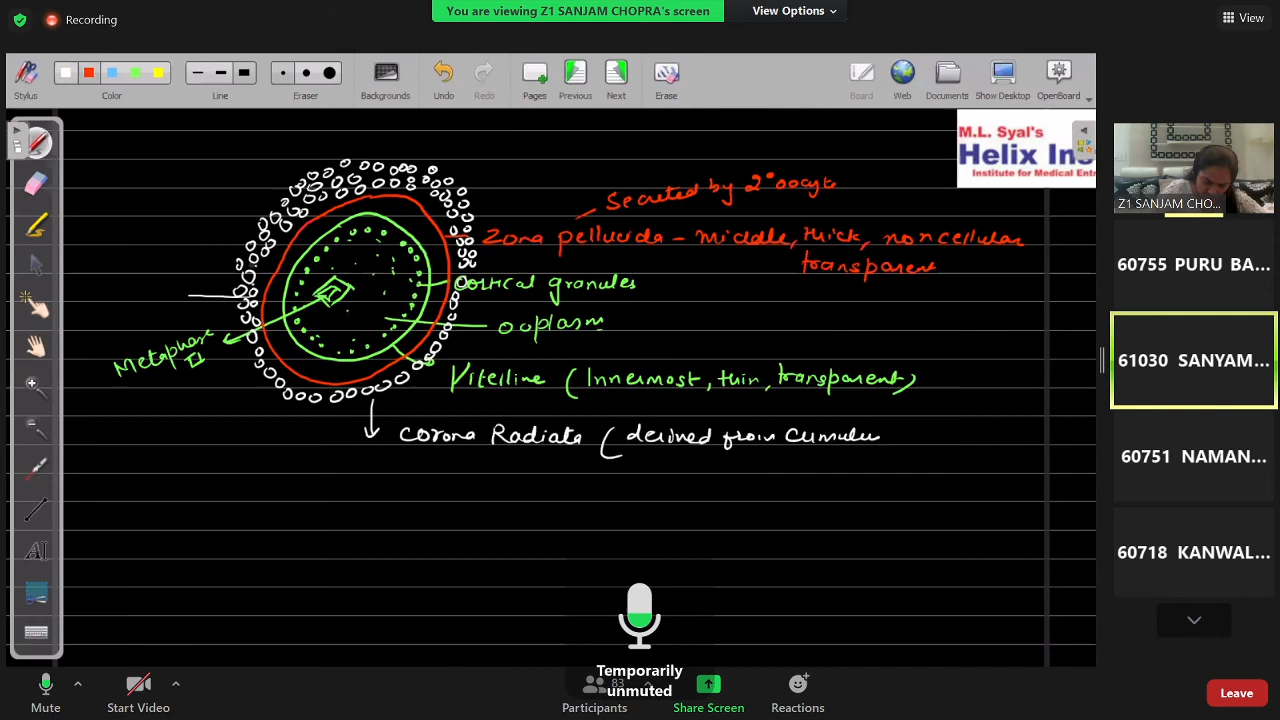 Recording
You are viewing Z1 SANJAM CHOPRA's screen
View Options
View
Stylus
Color
Line
Eraser
Backgrounds
Undo
Redo
Pages
Previous
Next
Erase
Board
Web
Documents
Show Desktop
OpenBoard
M.L. Syal's
Helix Ins
Institute for Medical Entr
Secreted by 2° oocyte
Zona pellucida - middle, thick, noncellular
transparent
Cortical granules
ooplasm
Metaphase
II
Vitelline (Innermost, thin, transparent)
Corona Radiata (derived from Cumulus
Z1 SANJAM CHO...
60755 PURU BA...
61030 SANYAM...
60751 NAMAN...
60718 KANWAL...
Temporarily
unmuted
Mute
Start Video
83
Participants
Share Screen
Reactions
Leave